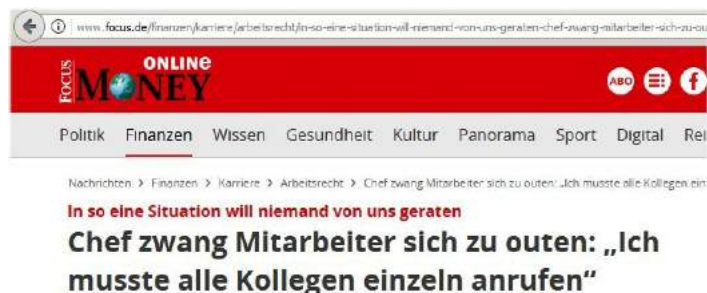 www.focus.de/finanzen/karriere/arbeitsrecht/in-so-eine-situation-will-niemand-von-uns-geraten-chef-zwang-mitarbeiter-sich-zu-ou
FOCUS ONLINE MONEY
ABO
Politik Finanzen Wissen Gesundheit Kultur Panorama Sport Digital Rei
Nachrichten > Finanzen > Karriere > Arbeitsrecht > Chef zwang Mitarbeiter sich zu outen: „Ich musste alle Kollegen ein
In so eine Situation will niemand von uns geraten
Chef zwang Mitarbeiter sich zu outen: „Ich
musste alle Kollegen einzeln anrufen“